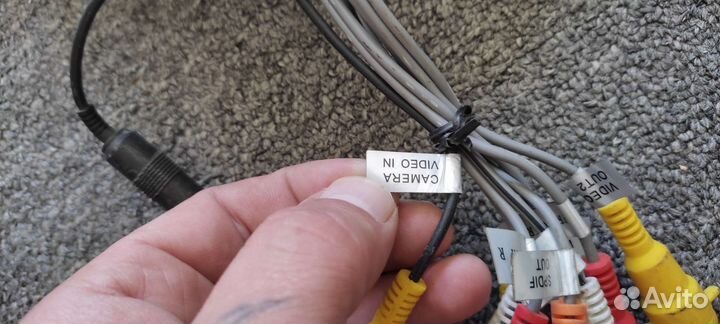 CAMERA
VIDEO IN
VIDEO
OUT2
R
SPDIF
OUT
Avito